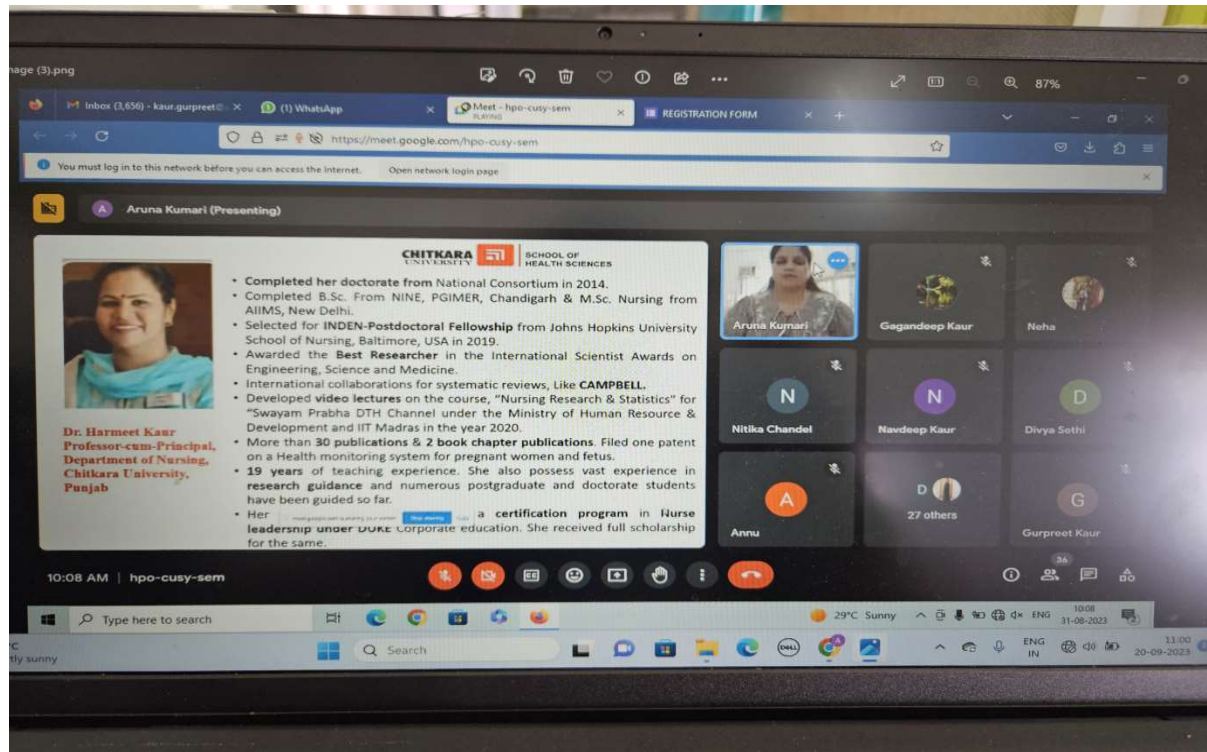 nage (3).png
87%
Inbox (3,656) - kaur.gurpreet@
(1) WhatsApp
Meet - hpo-cusy-sem
PLAYING
REGISTRATION FORM
https://meet.google.com/hpo-cusy-sem
You must log in to this network before you can access the Internet. Open network login page
A Aruna Kumari (Presenting)
CHITKARA
UNIVERSITY
SCHOOL OF
HEALTH SCIENCES
• Completed her doctorate from National Consortium in 2014.
• Completed B.Sc. From NINE, PGIMER, Chandigarh & M.Sc. Nursing from
AIIMS, New Delhi.
• Selected for INDEN-Postdoctoral Fellowship from Johns Hopkins University
School of Nursing, Baltimore, USA in 2019.
• Awarded the Best Researcher in the International Scientist Awards on
Engineering, Science and Medicine.
• International collaborations for systematic reviews, Like CAMPBELL.
• Developed video lectures on the course, "Nursing Research & Statistics" for
"Swayam Prabha DTH Channel under the Ministry of Human Resource &
Development and IIT Madras in the year 2020.
• More than 30 publications & 2 book chapter publications. Filed one patent
on a Health monitoring system for pregnant women and fetus.
• 19 years of teaching experience. She also possess vast experience in
research guidance and numerous postgraduate and doctorate students
have been guided so far.
• Her a certification program in Nurse
leadership under DUKE Corporate education. She received full scholarship
for the same.
Dr. Harmeet Kaur
Professor-cum-Principal,
Department of Nursing,
Chitkara University,
Punjab
Aruna Kumari
Gagandeep Kaur
Neha
N
Nitika Chandel
N
Navdeep Kaur
D
Divya Sethi
A
Annu
D
27 others
G
Gurpreet Kaur
10:08 AM | hpo-cusy-sem
36
Type here to search
29°C Sunny
ENG
10:08
31-08-2023
2
°C
tly sunny
Search
DELL
ENG
IN
11:00
20-09-2023